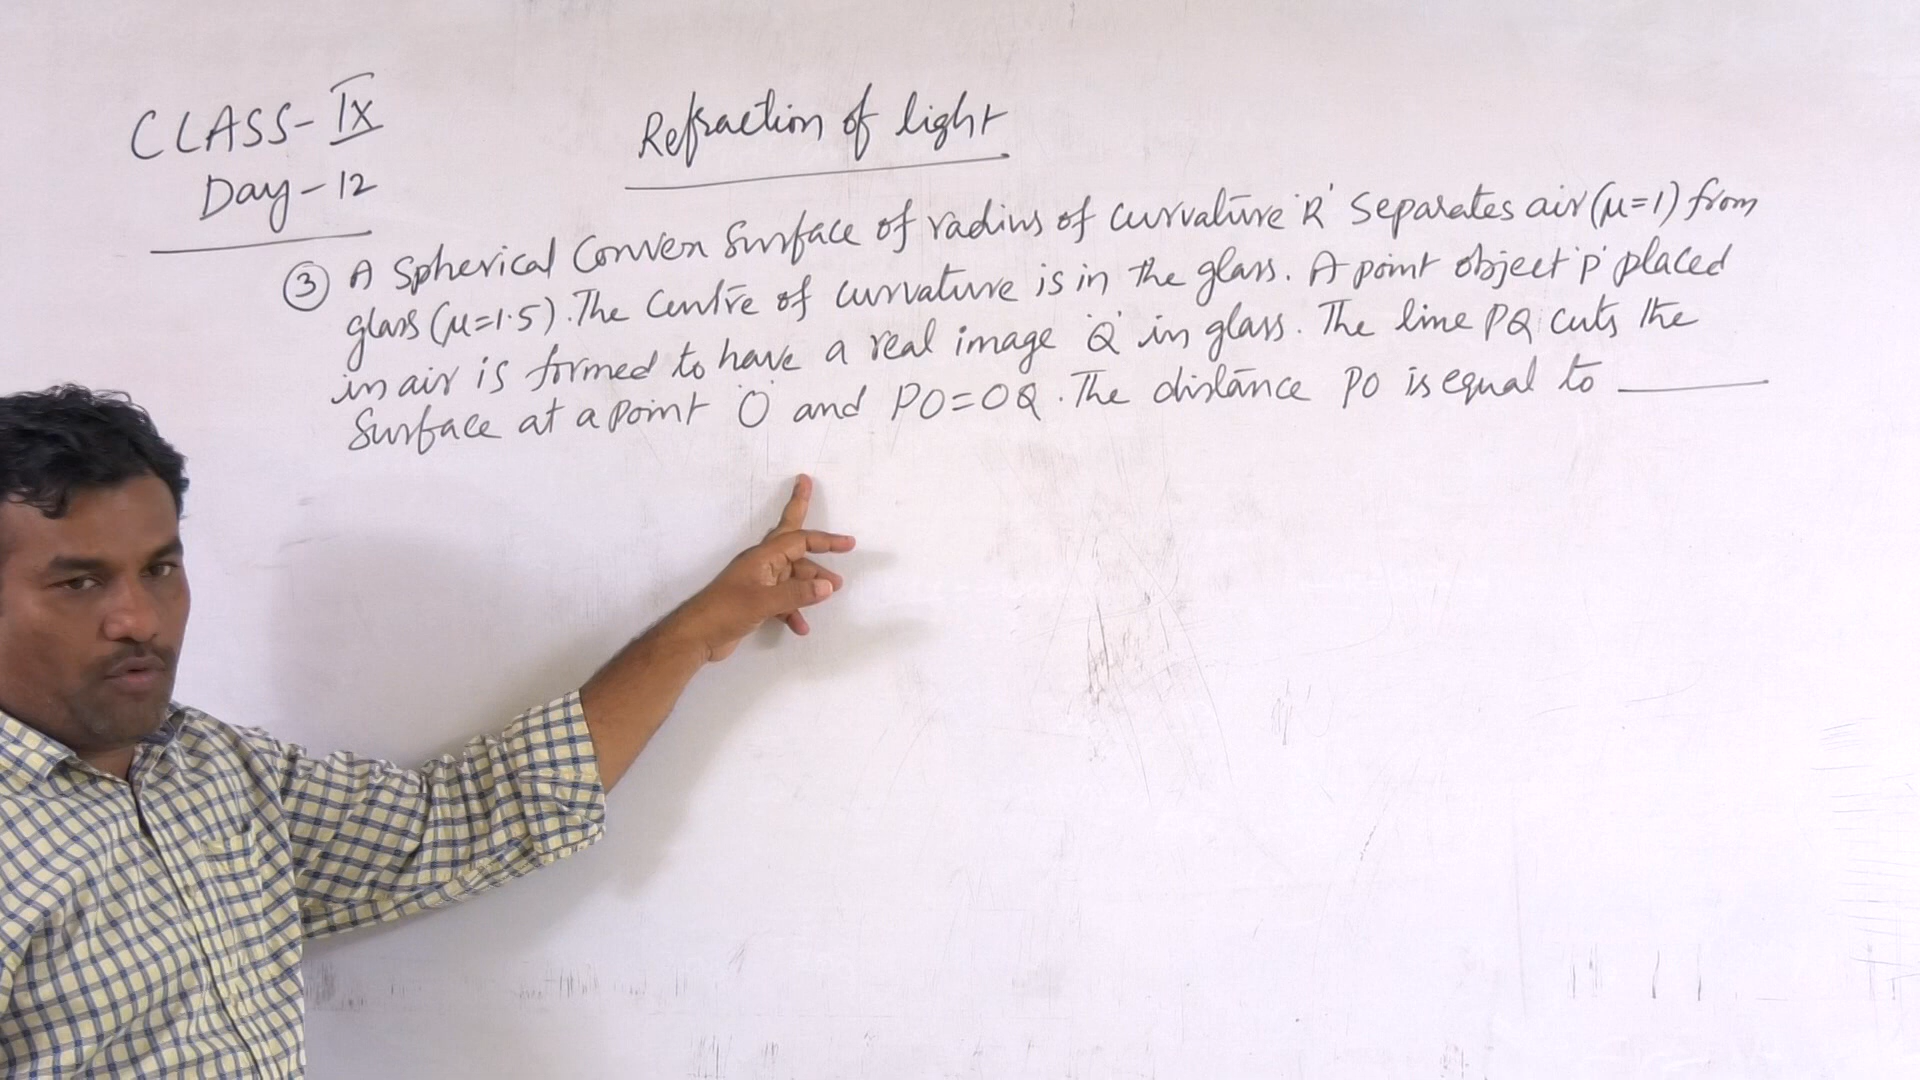 CLASS-IX
Day-12
Refraction of light
③ A Spherical Convex Surface of radius of curvature 'R' separates air (μ=1) from
glass (μ=1.5). The Centre of curvature is in the glass. A point object 'P' placed
in air is formed to have a real image 'Q' in glass. The line PQ cuts the
Surface at a point 'O' and PO=OQ. The distance PO is equal to ______